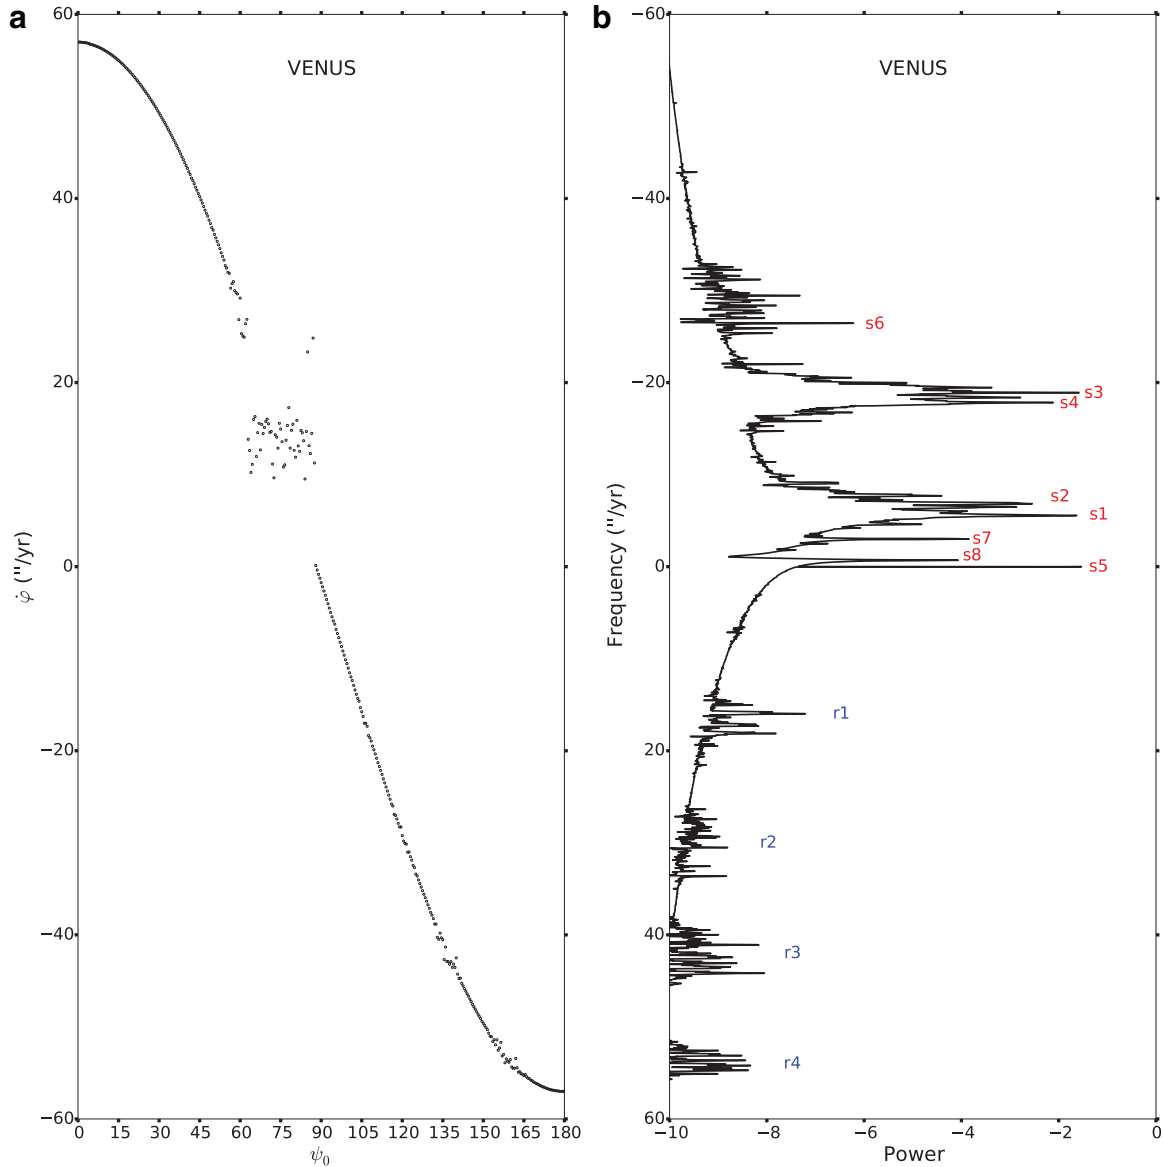 a
VENUS
60
40
20
0
−20
−40
−60
0 15 30 45 60 75 90 105 120 135 150 165 180
φ̇ ("/yr)
ψ₀
b
VENUS
−60
−40
−20
0
20
40
60
−10 −8 −6 −4 −2 0
Frequency ("/yr)
Power
s6
s3
s4
s2
s1
s7
s8
s5
r1
r2
r3
r4